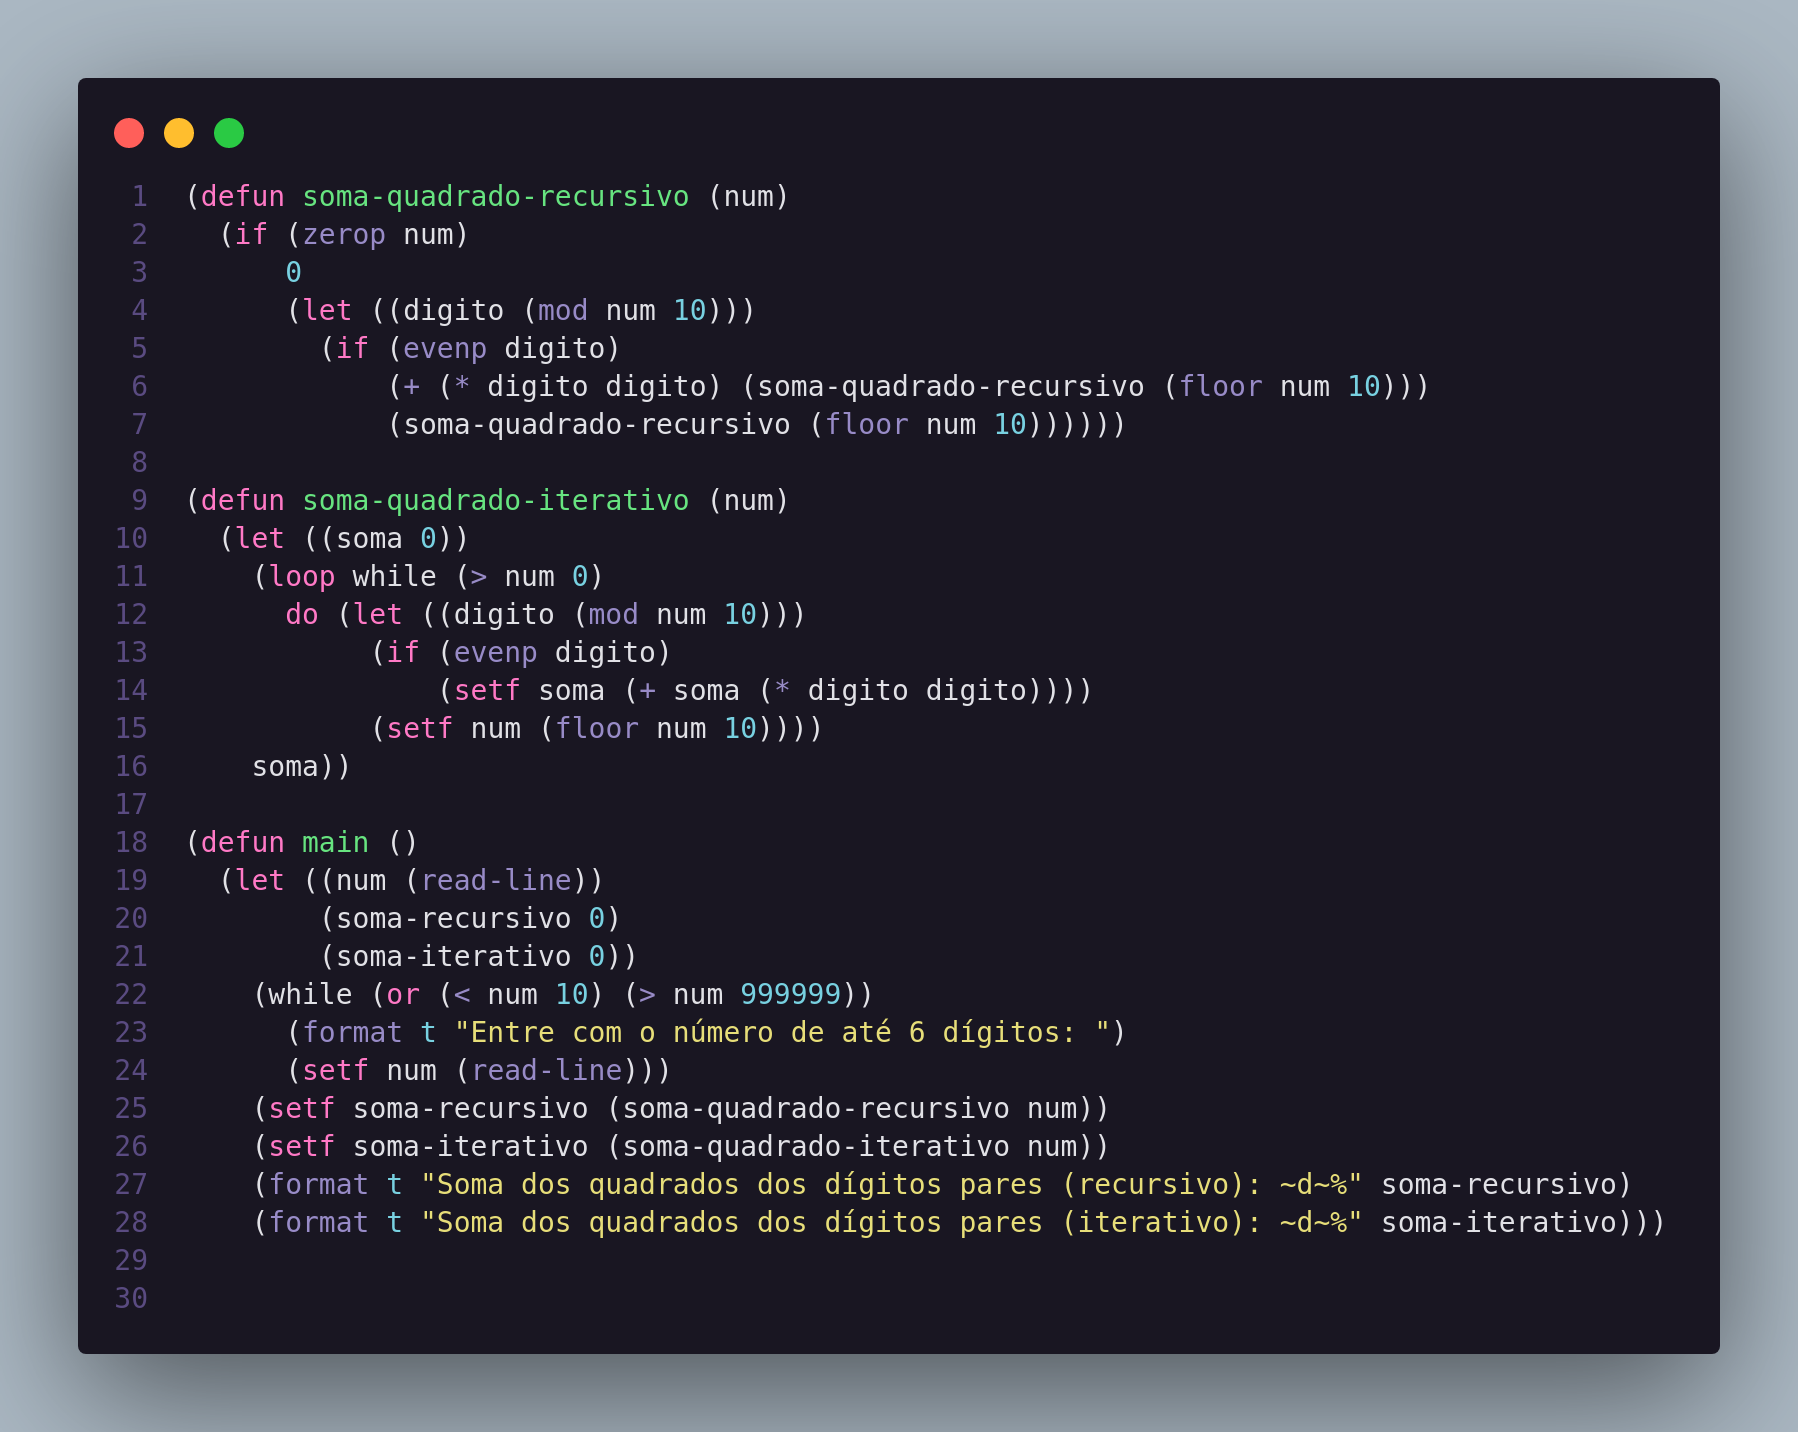 1 (defun soma-quadrado-recursivo (num)
2   (if (zerop num)
3       0
4       (let ((digito (mod num 10)))
5         (if (evenp digito)
6             (+ (* digito digito) (soma-quadrado-recursivo (floor num 10)))
7             (soma-quadrado-recursivo (floor num 10))))))
8
9 (defun soma-quadrado-iterativo (num)
10   (let ((soma 0))
11     (loop while (> num 0)
12       do (let ((digito (mod num 10)))
13            (if (evenp digito)
14                (setf soma (+ soma (* digito digito))))
15            (setf num (floor num 10))))
16     soma))
17
18 (defun main ()
19   (let ((num (read-line))
20         (soma-recursivo 0)
21         (soma-iterativo 0))
22     (while (or (< num 10) (> num 999999))
23       (format t "Entre com o número de até 6 dígitos: ")
24       (setf num (read-line)))
25     (setf soma-recursivo (soma-quadrado-recursivo num))
26     (setf soma-iterativo (soma-quadrado-iterativo num))
27     (format t "Soma dos quadrados dos dígitos pares (recursivo): ~d~%" soma-recursivo)
28     (format t "Soma dos quadrados dos dígitos pares (iterativo): ~d~%" soma-iterativo)))
29
30